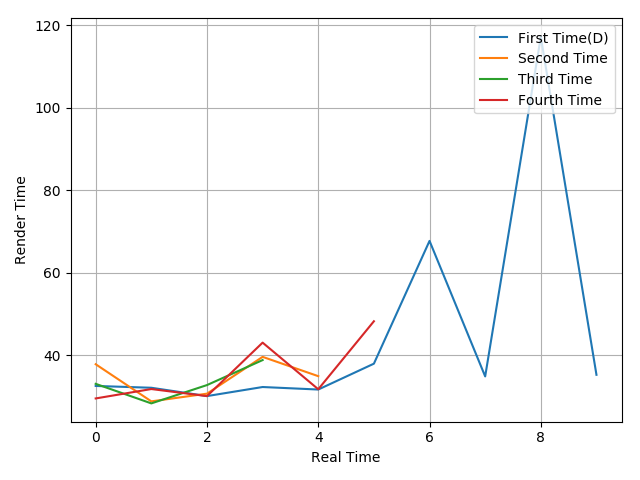 120
100
80
60
40
0
2
4
6
8
Render Time
Real Time
First Time(D)
Second Time
Third Time
Fourth Time